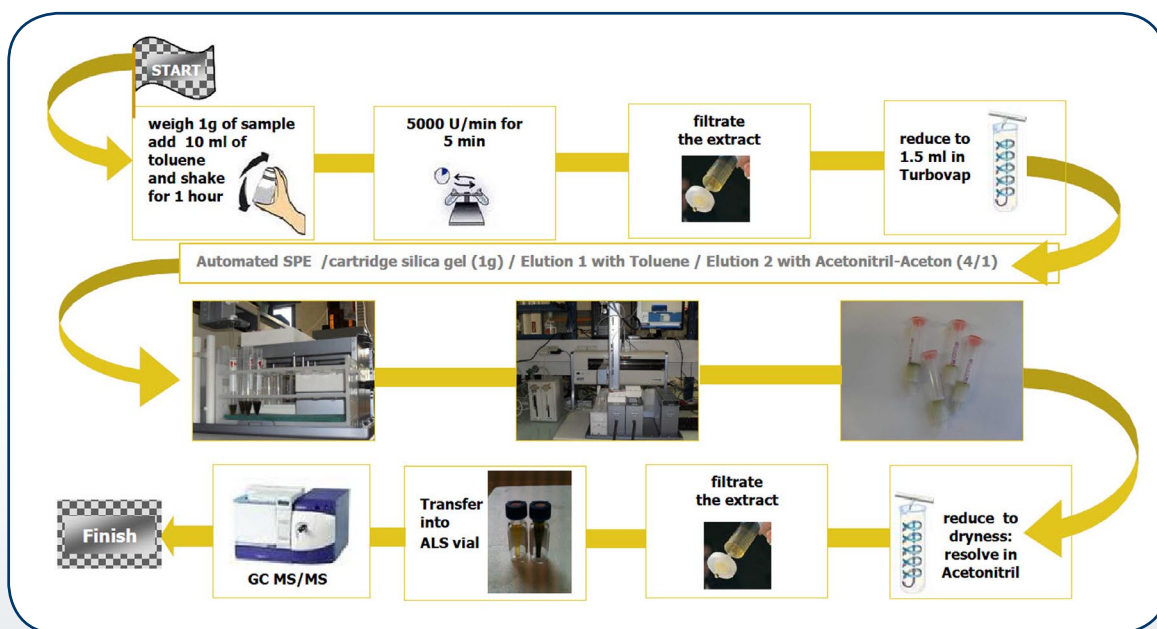 START
weigh 1g of sample
add 10 ml of
toluene
and shake
for 1 hour
5000 U/min for
5 min
filtrate
the extract
reduce to
1.5 ml in
Turbovap
Automated SPE /cartridge silica gel (1g) / Elution 1 with Toluene / Elution 2 with Acetonitril-Aceton (4/1)
reduce to
dryness:
resolve in
Acetonitril
filtrate
the extract
Transfer
into
ALS vial
GC MS/MS
Finish